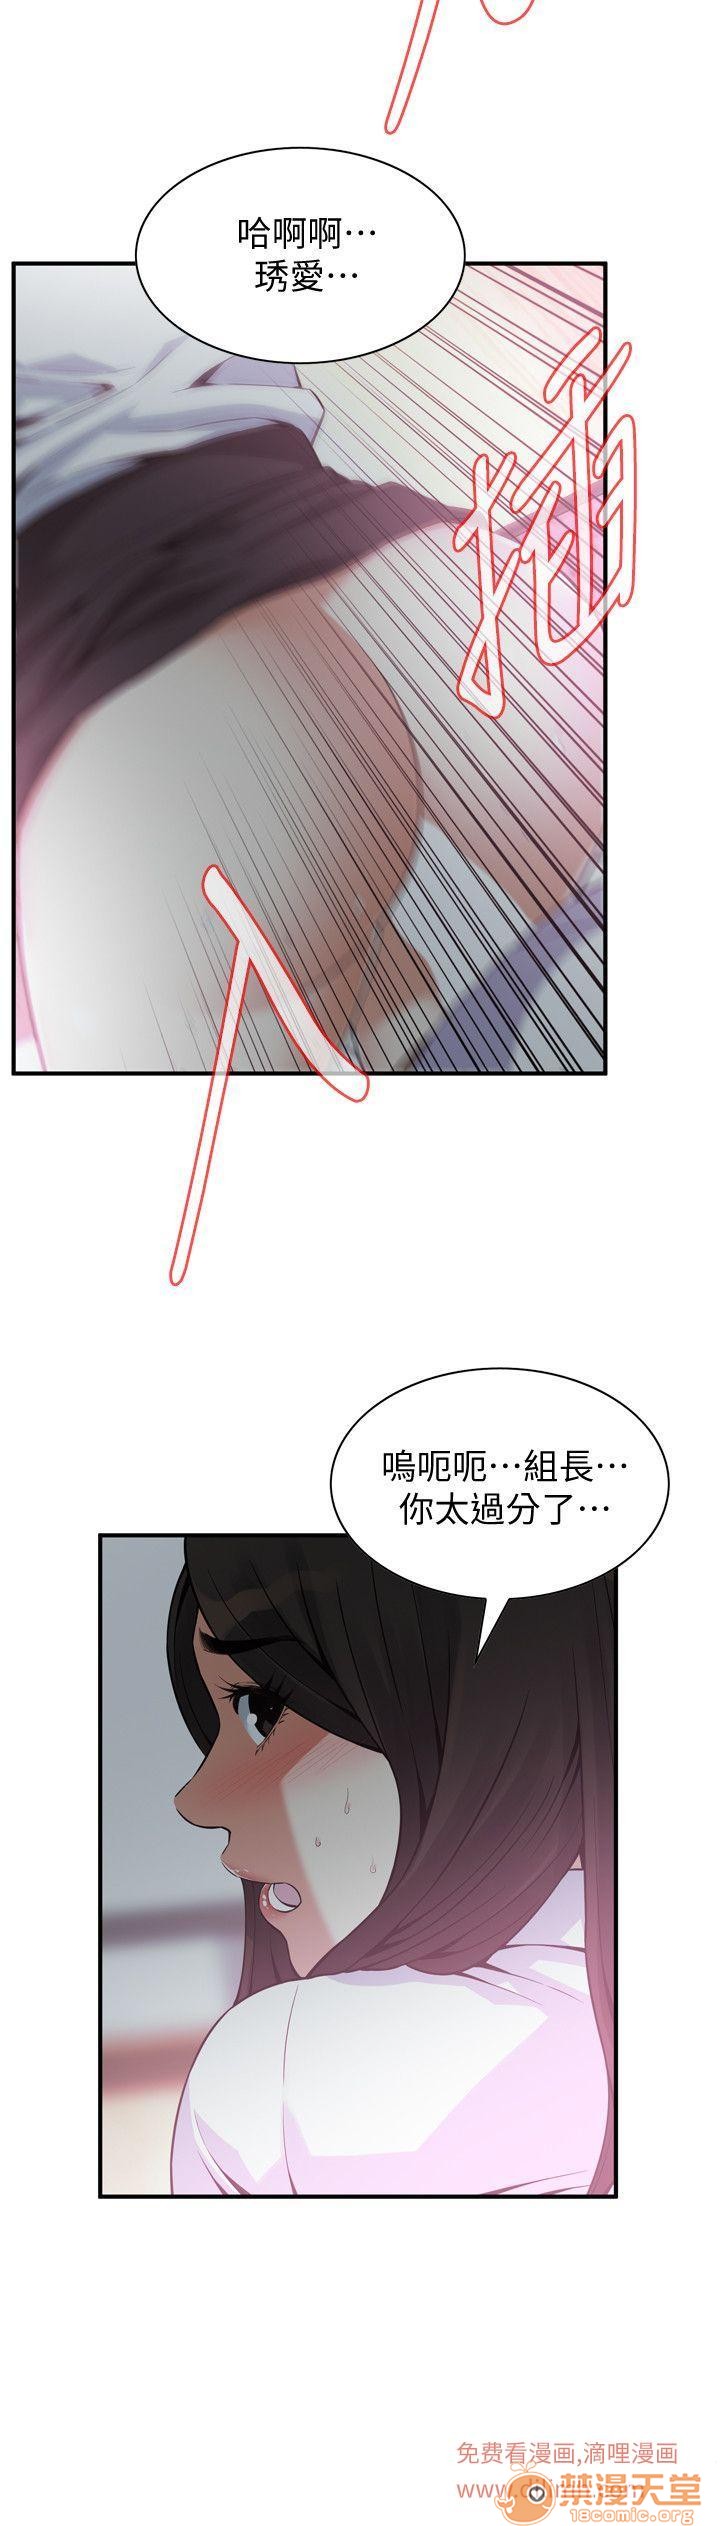 哈啊啊⋯
琇愛⋯
插
入
嗚呃呃⋯組長⋯
你太過分了⋯
免费看漫画,滴哩漫画
禁漫天堂
18comic.org